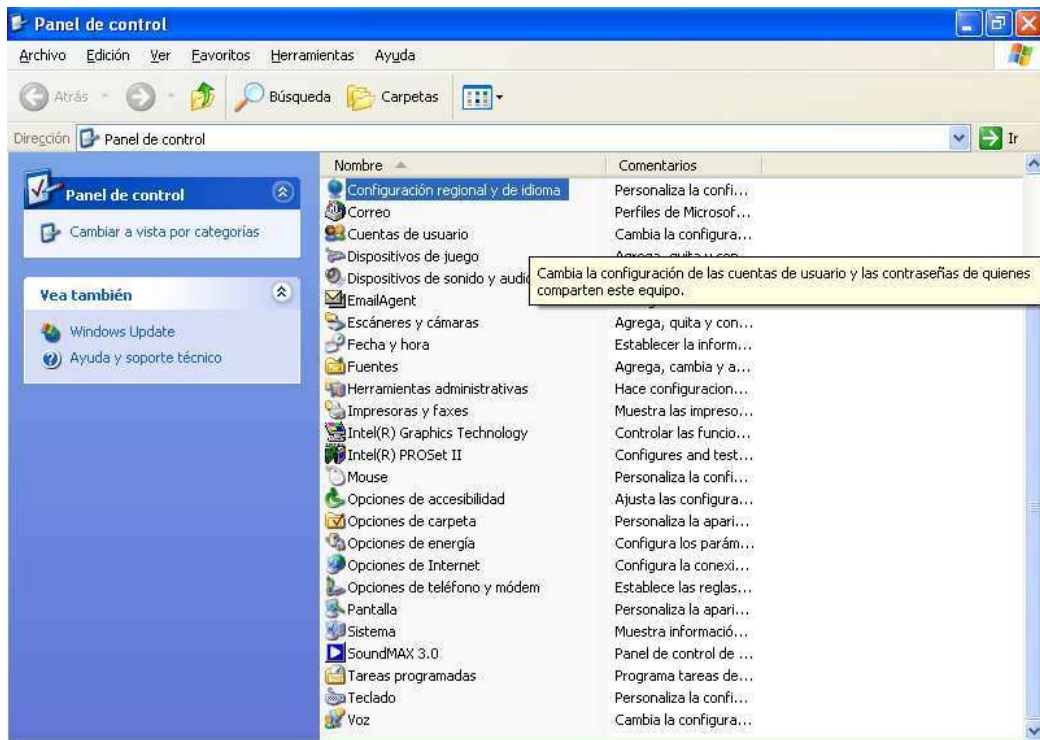 Panel de control
Archivo Edición Ver Favoritos Herramientas Ayuda
Atrás Búsqueda Carpetas
Dirección Panel de control Ir
Panel de control
Cambiar a vista por categorías
Vea también
Windows Update
Ayuda y soporte técnico
Nombre Comentarios
Configuración regional y de idioma Personaliza la confi...
Correo Perfiles de Microsof...
Cuentas de usuario Cambia la configura...
Dispositivos de juego
Dispositivos de sonido y
Cambia la configuración de las cuentas de usuario y las contraseñas de quienes
comparten este equipo.
EmailAgent
Escáneres y cámaras Agrega, quita y con...
Fecha y hora Establecer la inform...
Fuentes Agrega, cambia y a...
Herramientas administrativas Hace configuracion...
Impresoras y faxes Muestra las impreso...
Intel(R) Graphics Technology Controlar las funcio...
Intel(R) PROSet II Configures and test...
Mouse Personaliza la confi...
Opciones de accesibilidad Ajusta las configura...
Opciones de carpeta Personaliza la apari...
Opciones de energía Configura los parám...
Opciones de Internet Configura la conexi...
Opciones de teléfono y módem Establece las reglas...
Pantalla Personaliza la apari...
Sistema Muestra informació...
SoundMAX 3.0 Panel de control de ...
Tareas programadas Programa tareas de...
Teclado Personaliza la confi...
Voz Cambia la configura...